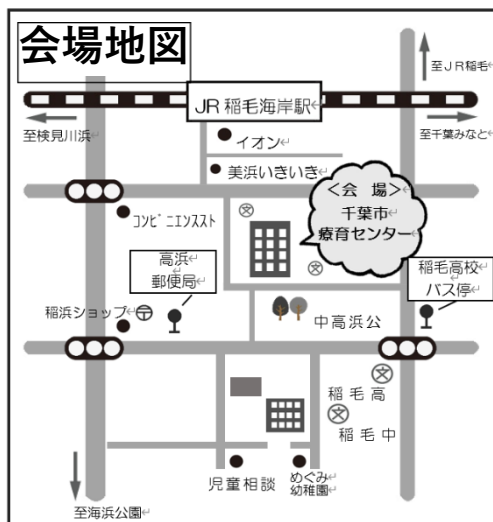 会場地図
至JR稲毛
JR稲毛海岸駅
至検見川浜
至千葉みなと
イオン
美浜いきいき
<会 場>
千葉市
療育センター
コンビニエンススト
高浜
郵便局
稲毛高校
バス停
稲浜ショップ
中高浜公
稲毛高
稲毛中
児童相談
めぐみ
幼稚園
至海浜公園